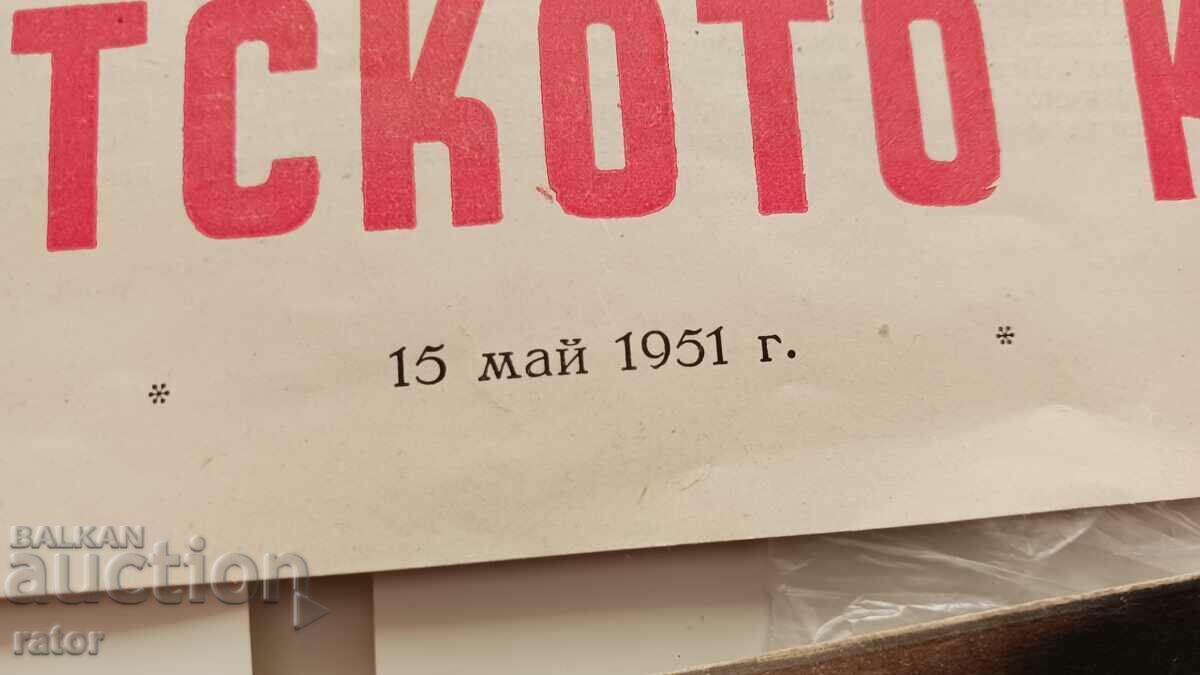 ТСКОТО К
* 15 май 1951 г. *
BALKAN
auction
rator